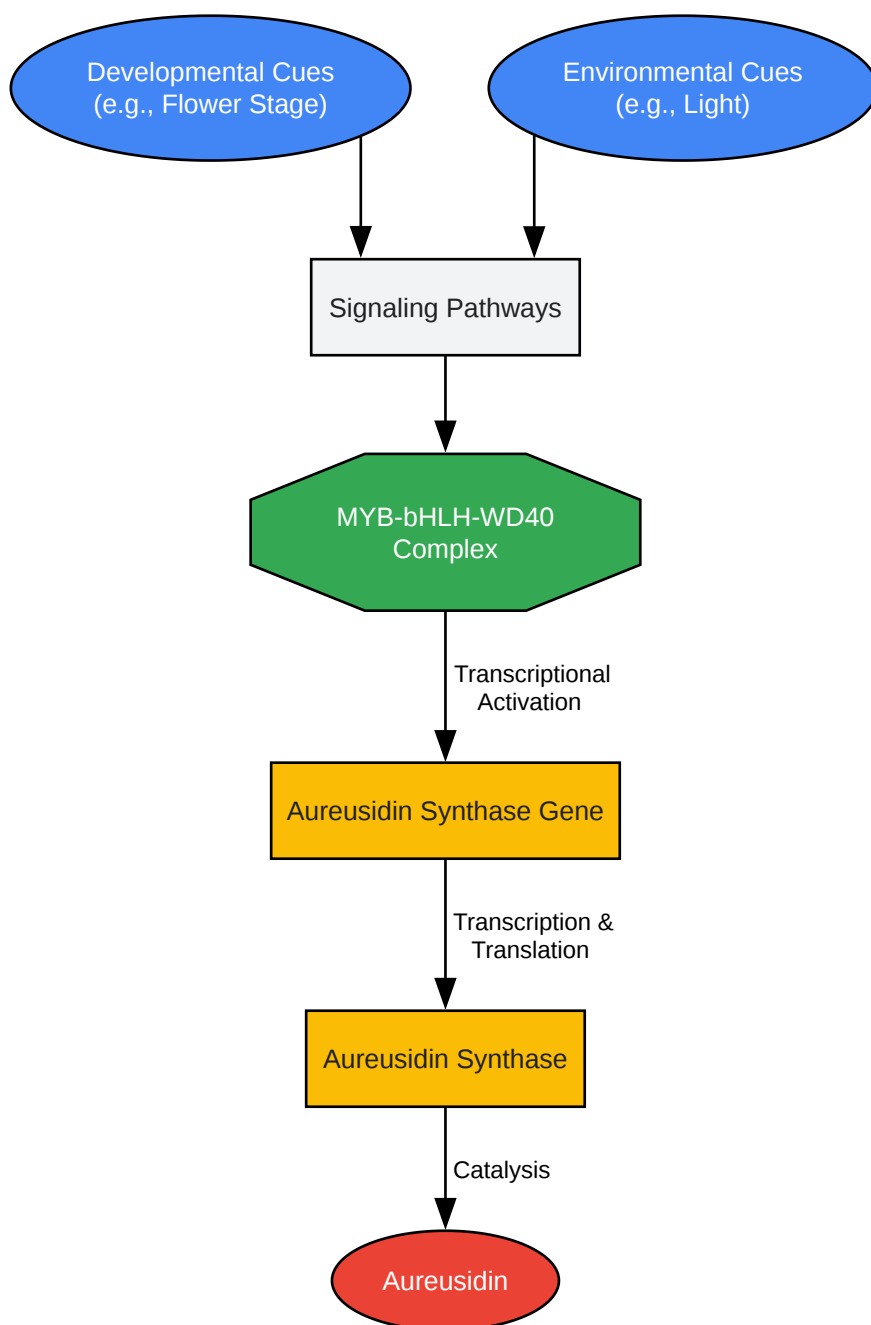 Developmental Cues
(e.g., Flower Stage)
Environmental Cues
(e.g., Light)
Signaling Pathways
MYB-bHLH-WD40
Complex
Transcriptional
Activation
Aureusidin Synthase Gene
Transcription &
Translation
Aureusidin Synthase
Catalysis
Aureusidin